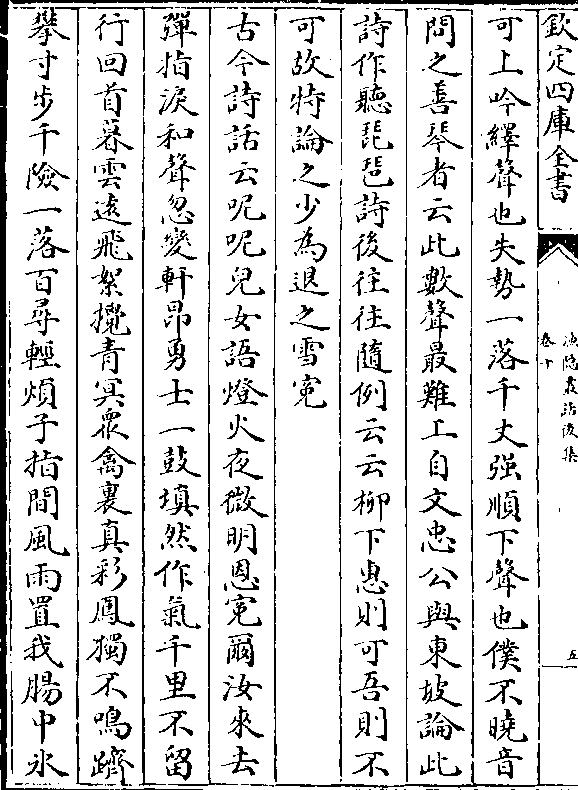 欽定四庫全書
漁隱叢話後集
卷十
五
可上吟繹聲也失勢一落千丈强順下聲也僕不曉音
問之善琴者云此數聲最難工自文忠公與東坡論此
詩作聽琵琶詩後往往隨例云云柳下惠則可吾則不
可故特論之少為退之雪寃
古今詩話云呢呢兒女語燈火夜微明恩寃爾汝來去
彈指淚和聲忽變軒昂勇士一鼓填然作氣千里不留
行回首暮雲遠飛絮攪青冥衆禽裏真彩鳳獨不鳴躋
攀寸步千險一落百尋輕煩子指間風雨置我腸中氷